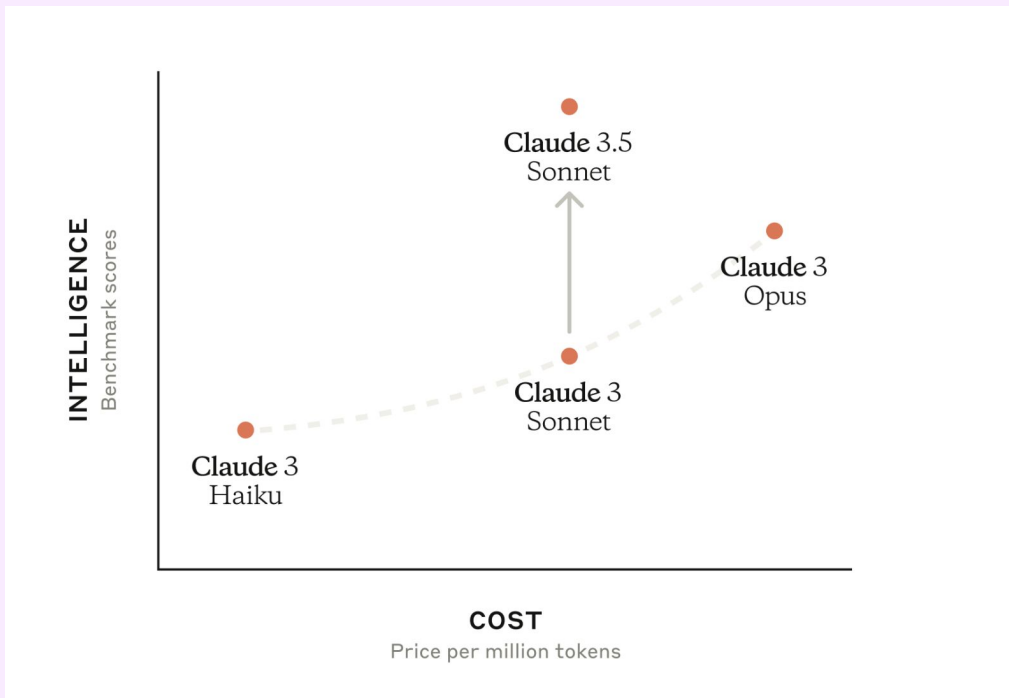 Claude 3.5
Sonnet
Claude 3
Opus
Claude 3
Sonnet
Claude 3
Haiku
INTELLIGENCE
Benchmark scores
COST
Price per million tokens